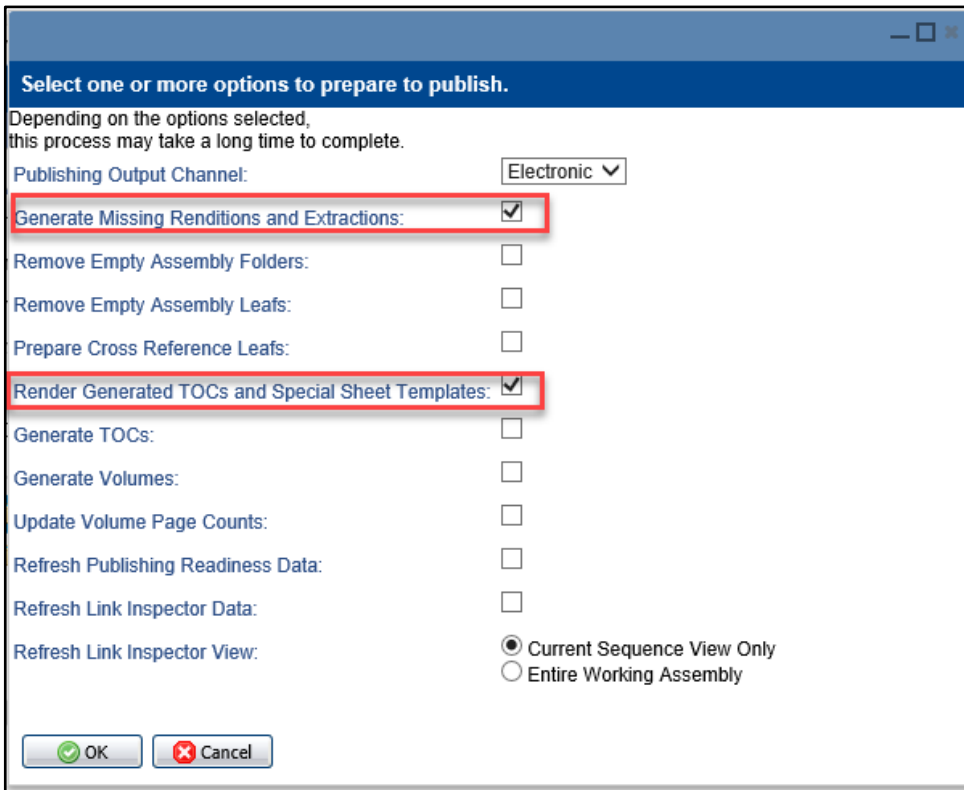 Select one or more options to prepare to publish.
Depending on the options selected,
this process may take a long time to complete.
Publishing Output Channel: Electronic
Generate Missing Renditions and Extractions:
Remove Empty Assembly Folders:
Remove Empty Assembly Leafs:
Prepare Cross Reference Leafs:
Render Generated TOCs and Special Sheet Templates:
Generate TOCs:
Generate Volumes:
Update Volume Page Counts:
Refresh Publishing Readiness Data:
Refresh Link Inspector Data:
Refresh Link Inspector View: Current Sequence View Only
Entire Working Assembly
OK Cancel